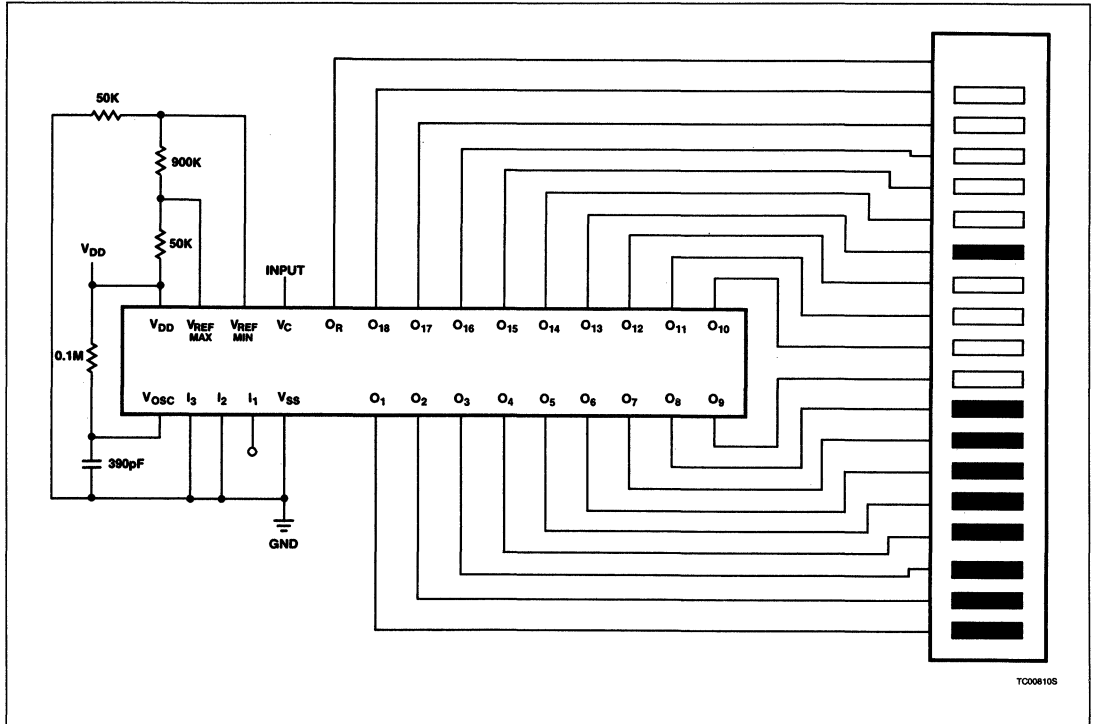 50K
900K
50K
VDD
INPUT
VDD VREF MAX VREF MIN VC OR O18 O17 O16 O15 O14 O13 O12 O11 O10
0.1M
VOSC I3 I2 I1 VSS O1 O2 O3 O4 O5 O6 O7 O8 O9
390pF
GND
TC00810S